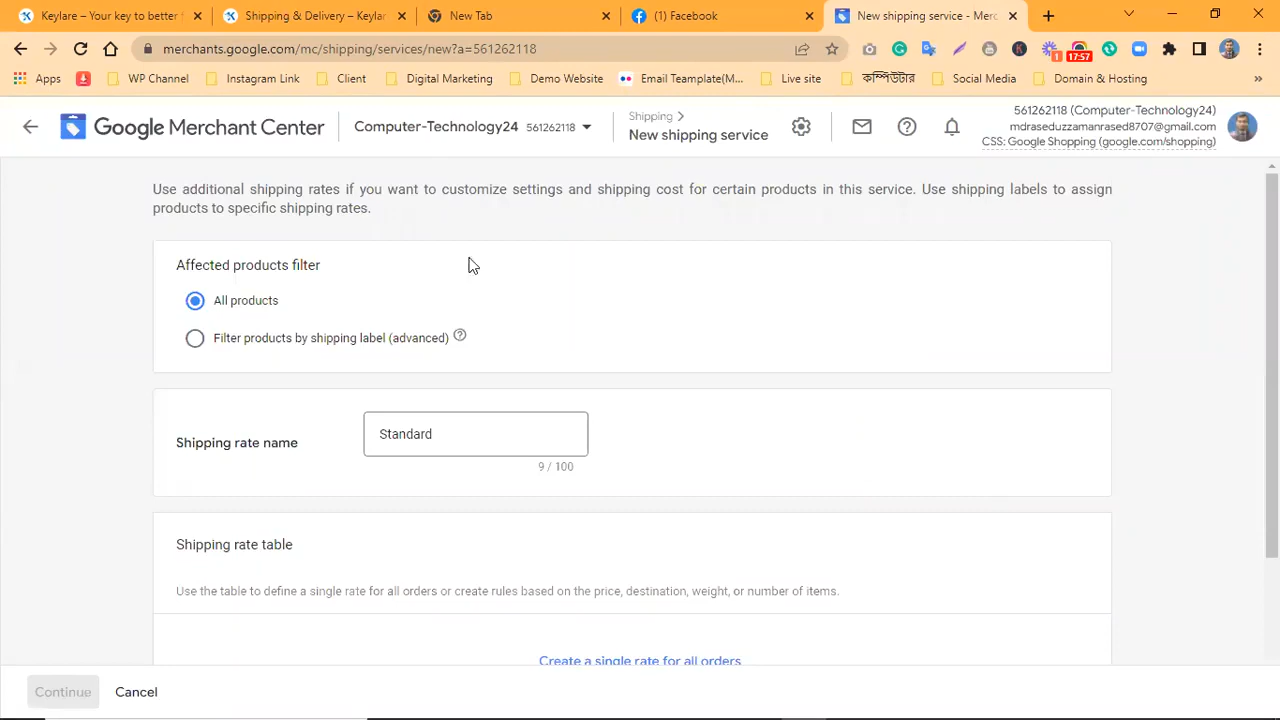 Keylare – Your key to better f
Shipping & Delivery – Keylar
New Tab
(1) Facebook
New shipping service - Merc
merchants.google.com/mc/shipping/services/new?a=561262118
1
17:57
Apps
WP Channel
Instagram Link
Client
Digital Marketing
Demo Website
Email Teamplate(M...
Live site
কম্পিউটার
Social Media
Domain & Hosting
Google Merchant Center
Computer-Technology24 561262118
Shipping
New shipping service
561262118 (Computer-Technology24)
mdraseduzzamanrased8707@gmail.com
CSS: Google Shopping (google.com/shopping)
Use additional shipping rates if you want to customize settings and shipping cost for certain products in this service. Use shipping labels to assign
products to specific shipping rates.
Affected products filter
All products
Filter products by shipping label (advanced)
Shipping rate name
Standard
9 / 100
Shipping rate table
Use the table to define a single rate for all orders or create rules based on the price, destination, weight, or number of items.
Create a single rate for all orders
Continue
Cancel